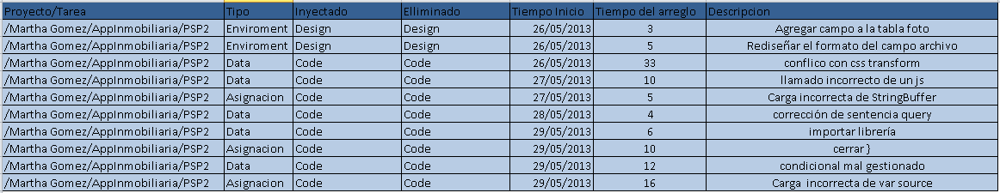 Proyecto/Tarea Tipo Inyectado Elliminado Tiempo Inicio Tiempo del arreglo Descripcion
/Martha Gomez/AppInmobiliaria/PSP2 Enviroment Design Design 26/05/2013 3 Agregar campo a la tabla foto
/Martha Gomez/AppInmobiliaria/PSP2 Enviroment Design Design 26/05/2013 5 Rediseñar el formato del campo archivo
/Martha Gomez/AppInmobiliaria/PSP2 Data Code Code 26/05/2013 33 conflico con css transform
/Martha Gomez/AppInmobiliaria/PSP2 Data Code Code 27/05/2013 10 llamado incorrecto de un js
/Martha Gomez/AppInmobiliaria/PSP2 Asignacion Code Code 27/05/2013 5 Carga incorrecta de StringBuffer
/Martha Gomez/AppInmobiliaria/PSP2 Data Code Code 28/05/2013 4 corrección de sentencia query
/Martha Gomez/AppInmobiliaria/PSP2 Data Code Code 29/05/2013 6 importar librería
/Martha Gomez/AppInmobiliaria/PSP2 Asignacion Code Code 29/05/2013 10 cerrar }
/Martha Gomez/AppInmobiliaria/PSP2 Data Code Code 29/05/2013 12 condicional mal gestionado
/Martha Gomez/AppInmobiliaria/PSP2 Asignacion Code Code 29/05/2013 16 Carga incorrecta de var source